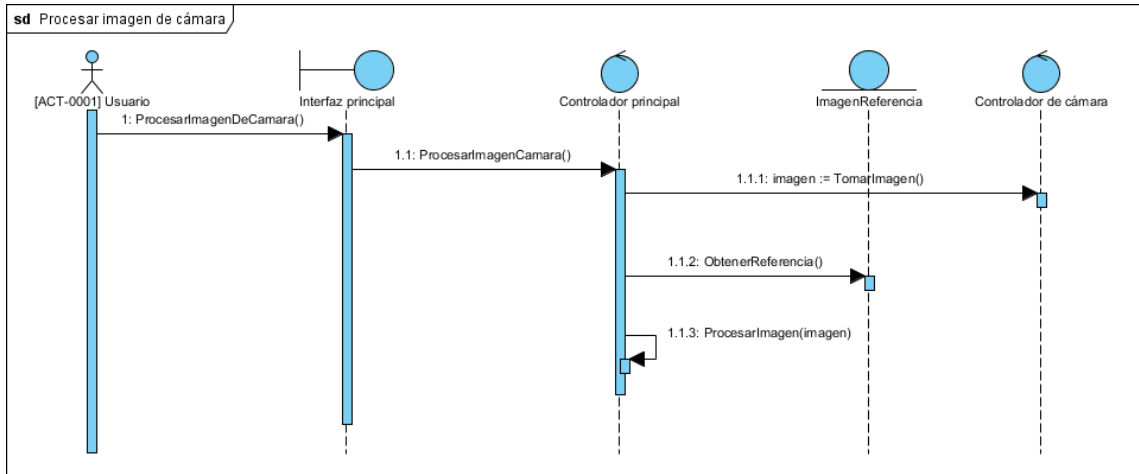 sd Procesar imagen de cámara
[ACT-0001] Usuario
Interfaz principal
Controlador principal
ImagenReferencia
Controlador de cámara
1: ProcesarImagenDeCamara()
1.1: ProcesarImagenCamara()
1.1.1: imagen := TomarImagen()
1.1.2: ObtenerReferencia()
1.1.3: ProcesarImagen(imagen)